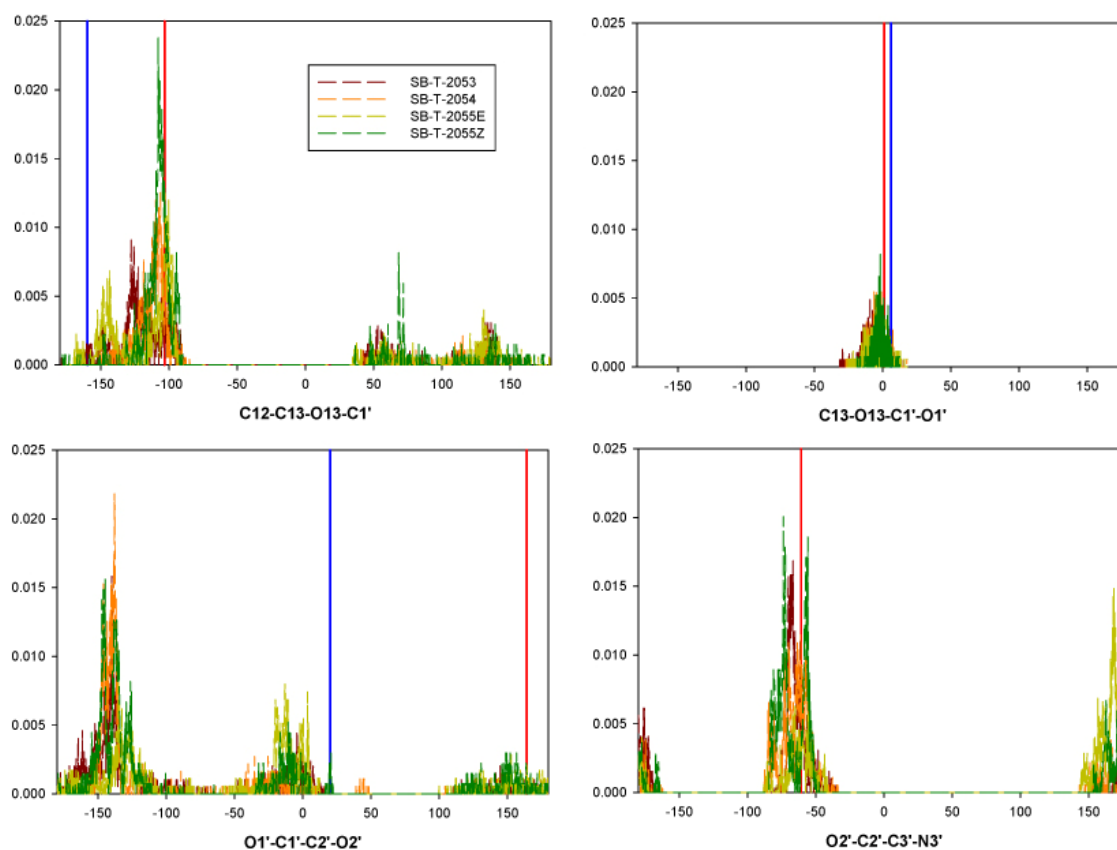 0.025
0.020
0.015
0.010
0.005
0.000
-150 -100 -50 0 50 100 150
C12-C13-O13-C1'
SB-T-2053
SB-T-2054
SB-T-2055E
SB-T-2055Z
0.025
0.020
0.015
0.010
0.005
0.000
-150 -100 -50 0 50 100 150
C13-O13-C1'-O1'
0.025
0.020
0.015
0.010
0.005
0.000
-150 -100 -50 0 50 100 150
O1'-C1'-C2'-O2'
0.025
0.020
0.015
0.010
0.005
0.000
-150 -100 -50 0 50 100 150
O2'-C2'-C3'-N3'